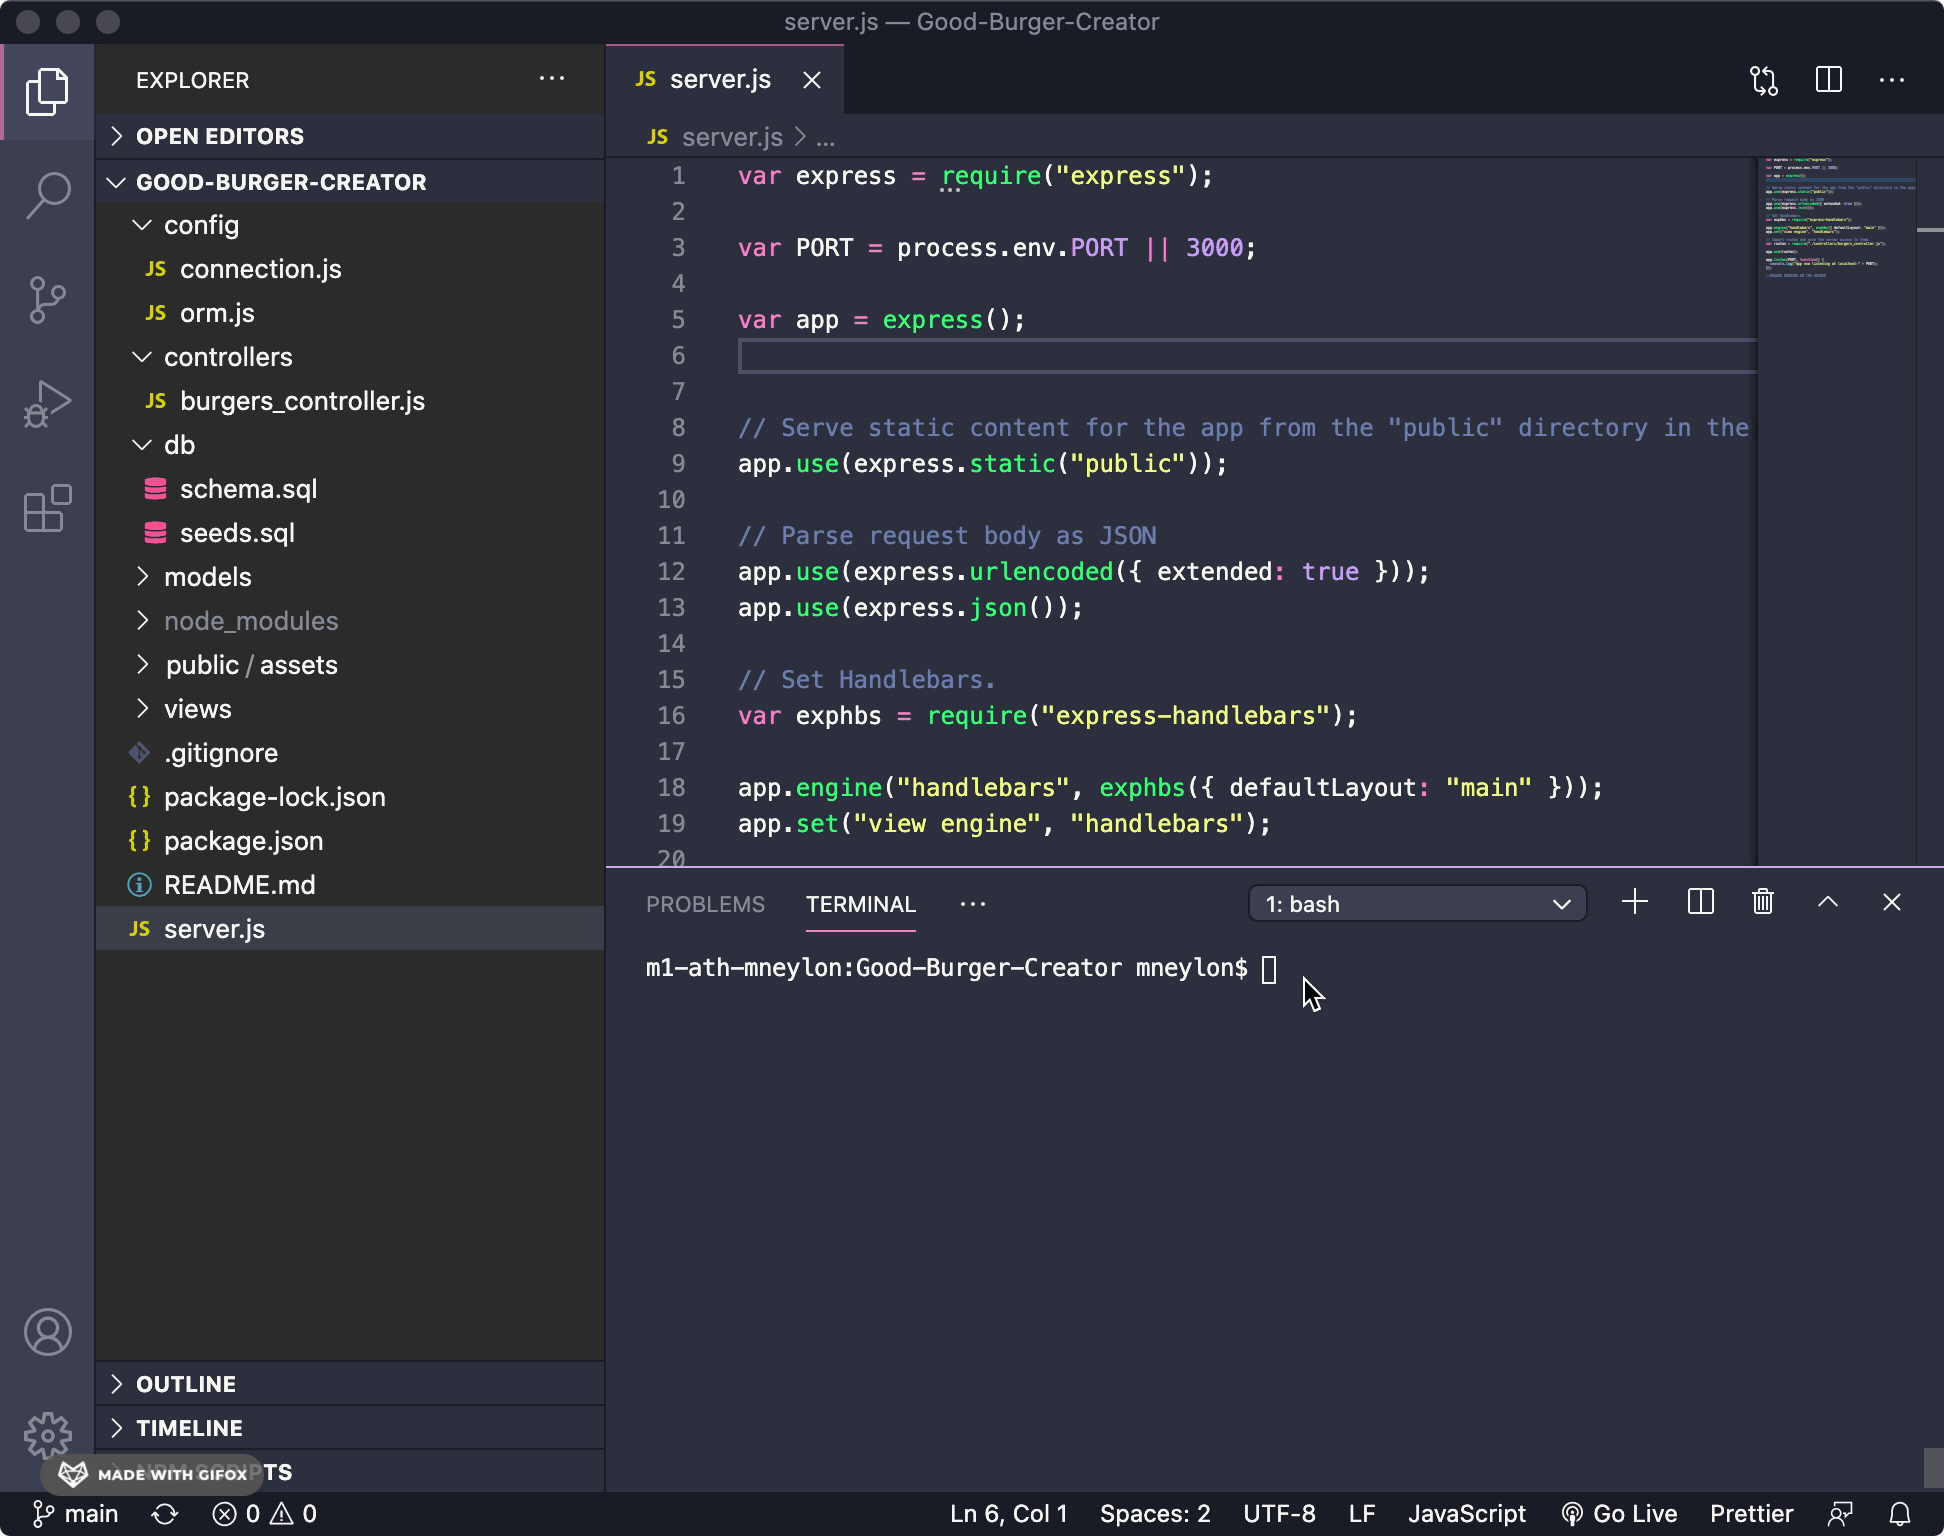 server.js — Good-Burger-Creator
EXPLORER
OPEN EDITORS
GOOD-BURGER-CREATOR
config
JS connection.js
JS orm.js
controllers
JS burgers_controller.js
db
schema.sql
seeds.sql
models
node_modules
public / assets
views
.gitignore
{} package-lock.json
{} package.json
README.md
JS server.js
OUTLINE
TIMELINE
NPM SCRIPTS
MADE WITH GIFOX
JS server.js
JS server.js > ...
1 var express = require("express");
2
3 var PORT = process.env.PORT || 3000;
4
5 var app = express();
6
7
8 // Serve static content for the app from the "public" directory in the
9 app.use(express.static("public"));
10
11 // Parse request body as JSON
12 app.use(express.urlencoded({ extended: true }));
13 app.use(express.json());
14
15 // Set Handlebars.
16 var exphbs = require("express-handlebars");
17
18 app.engine("handlebars", exphbs({ defaultLayout: "main" }));
19 app.set("view engine", "handlebars");
20
PROBLEMS TERMINAL ... 1: bash
m1-ath-mneylon:Good-Burger-Creator mneylon$
main 0 0 Ln 6, Col 1 Spaces: 2 UTF-8 LF JavaScript Go Live Prettier